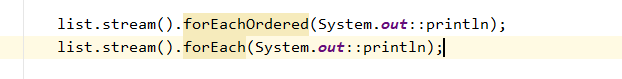 list.stream().forEachOrdered(System.out::println);
list.stream().forEach(System.out::println);